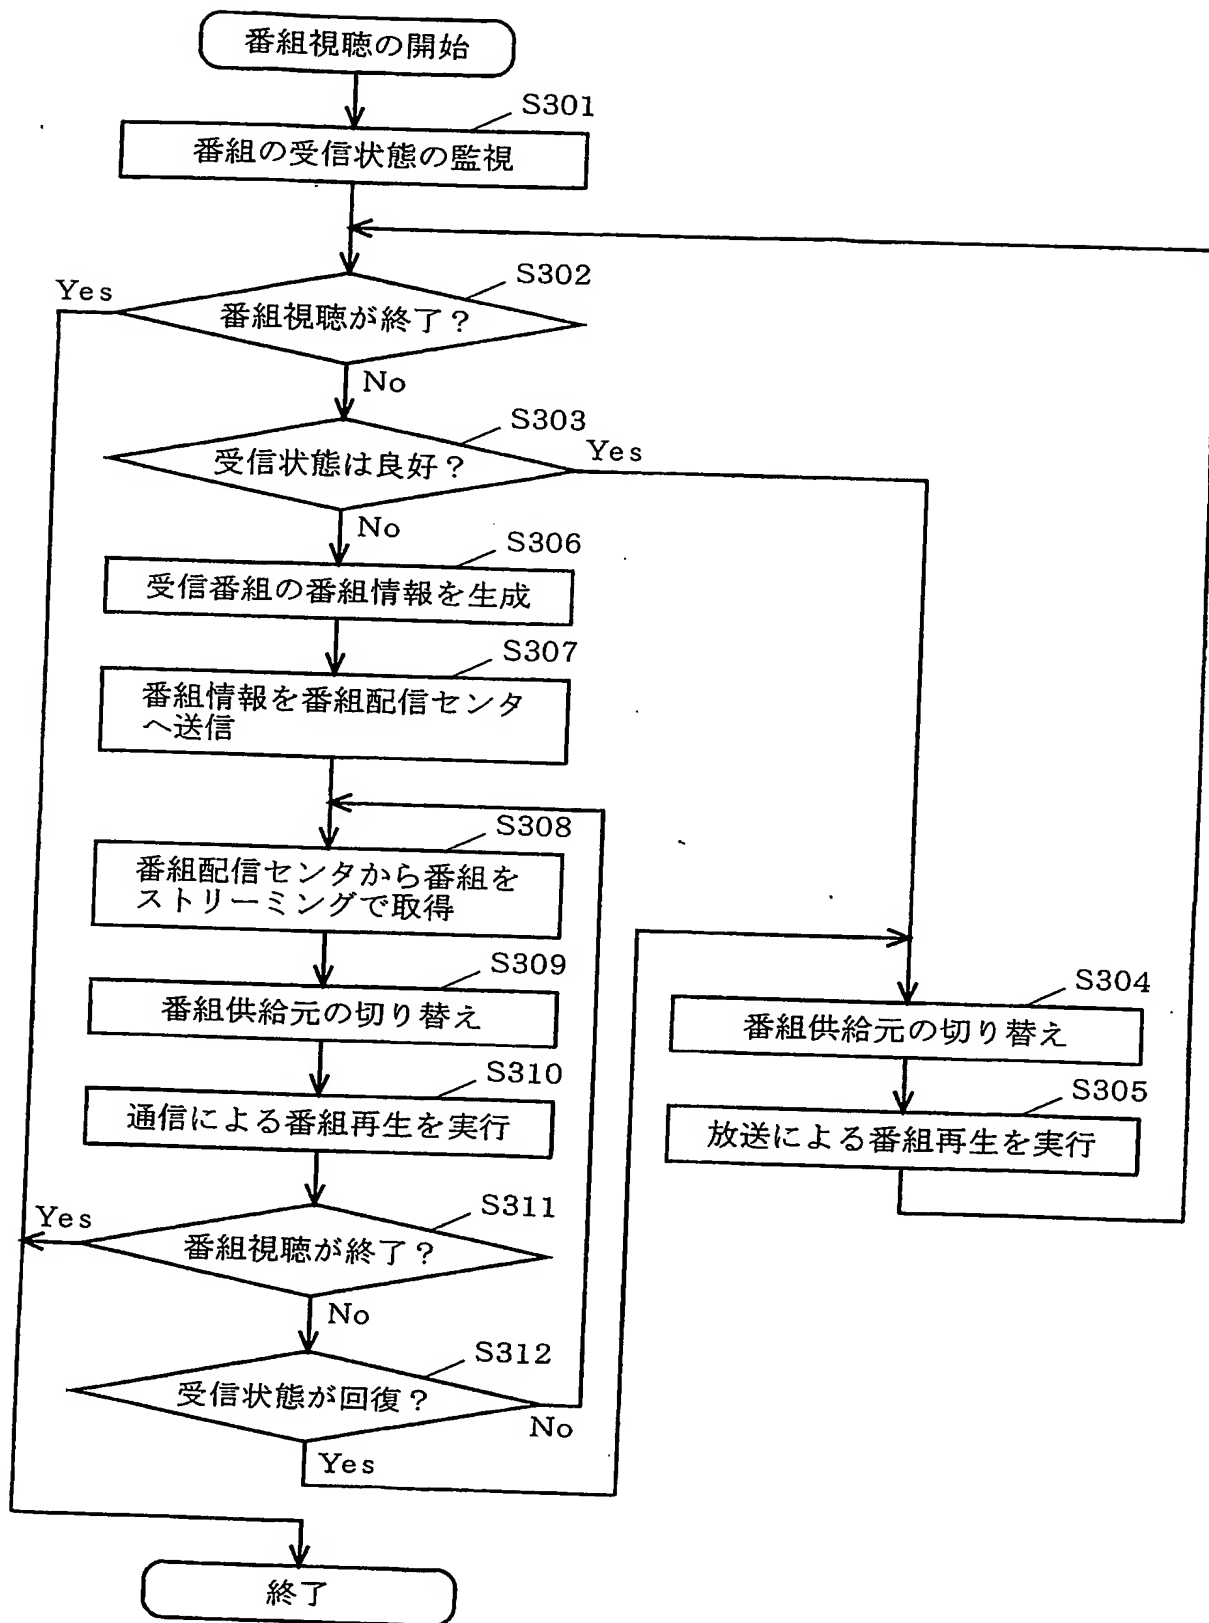 番組視聴の開始
S301
番組の受信状態の監視
S302
Yes
番組視聴が終了？
No
S303
受信状態は良好？
Yes
No
S306
受信番組の番組情報を生成
S307
番組情報を番組配信センタ
へ送信
S308
番組配信センタから番組を
ストリーミングで取得
S309
番組供給元の切り替え
S310
通信による番組再生を実行
S311
Yes
番組視聴が終了？
No
S312
受信状態が回復？
No
Yes
S304
番組供給元の切り替え
S305
放送による番組再生を実行
終了